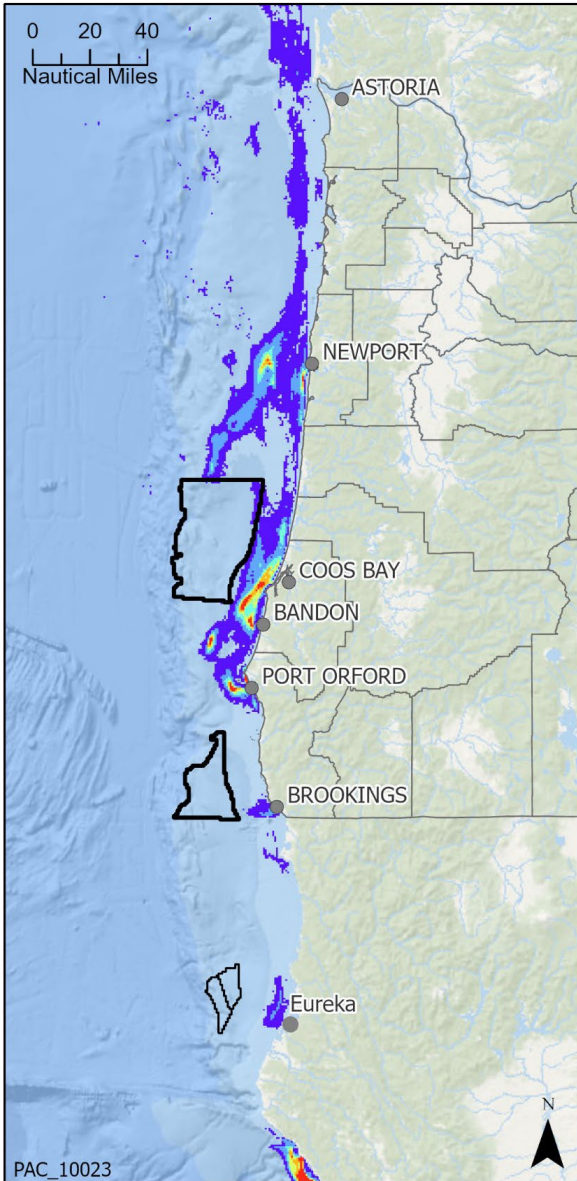 0 20 40
Nautical Miles
ASTORIA
NEWPORT
COOS BAY
BANDON
PORT ORFORD
BROOKINGS
Eureka
N
PAC_10023